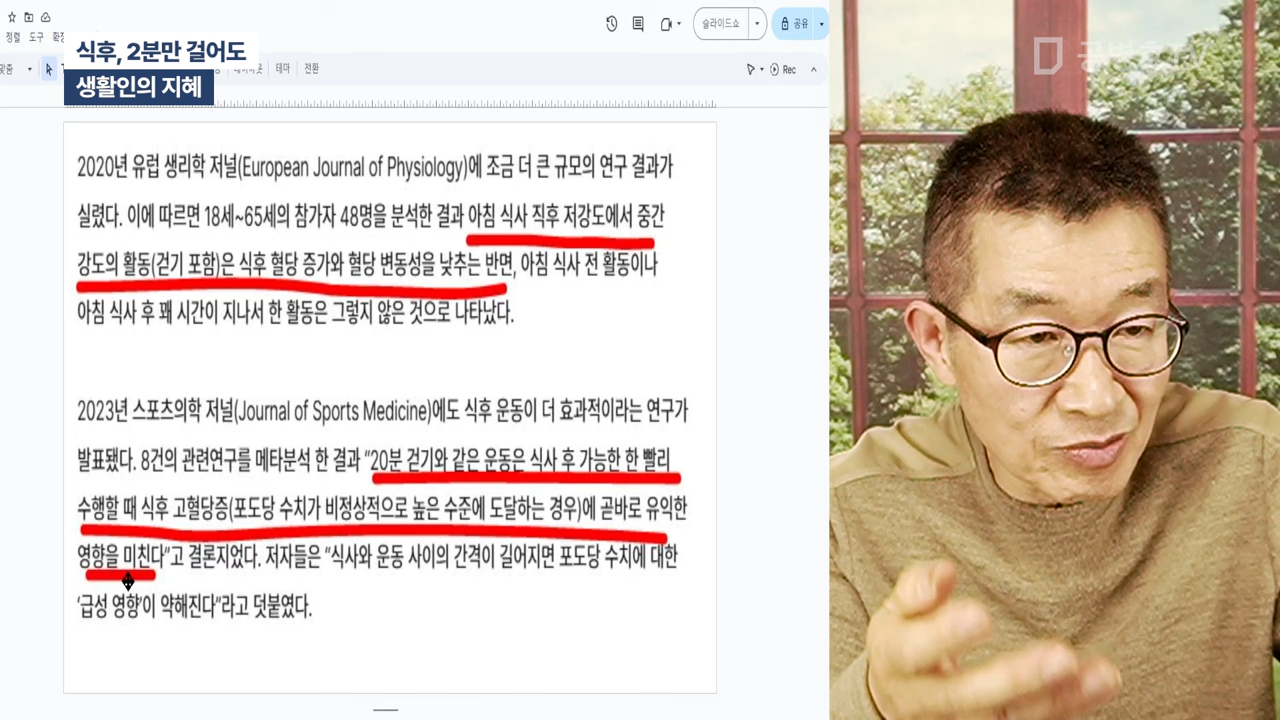 정렬 도구
슬라이드쇼
공유
식후, 2분만 걸어도
생활인의 지혜
테마 전환
Rec
2020년 유럽 생리학 저널(European Journal of Physiology)에 조금 더 큰 규모의 연구 결과가
실렸다. 이에 따르면 18세~65세의 참가자 48명을 분석한 결과 아침 식사 직후 저강도에서 중간
강도의 활동(걷기 포함)은 식후 혈당 증가와 혈당 변동성을 낮추는 반면, 아침 식사 전 활동이나
아침 식사 후 꽤 시간이 지나서 한 활동은 그렇지 않은 것으로 나타났다.
2023년 스포츠의학 저널(Journal of Sports Medicine)에도 식후 운동이 더 효과적이라는 연구가
발표됐다. 8건의 관련연구를 메타분석 한 결과 "20분 걷기와 같은 운동은 식사 후 가능한 한 빨리
수행할 때 식후 고혈당증(포도당 수치가 비정상적으로 높은 수준에 도달하는 경우)에 곧바로 유익한
영향을 미친다"고 결론지었다. 저자들은 "식사와 운동 사이의 간격이 길어지면 포도당 수치에 대한
'급성 영향'이 약해진다"라고 덧붙였다.